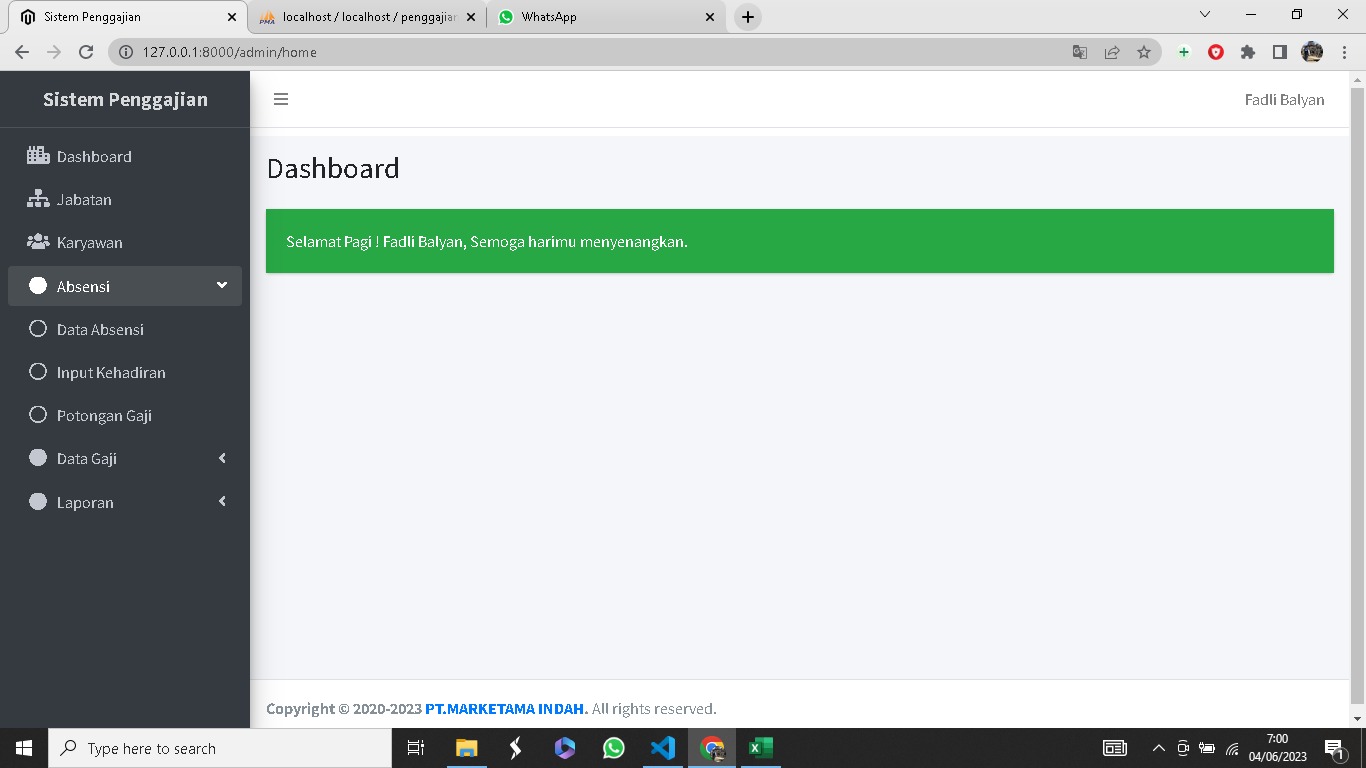 Sistem Penggajian
localhost / localhost / penggajian
WhatsApp
127.0.0.1:8000/admin/home
Sistem Penggajian
Fadli Balyan
Dashboard
Jabatan
Karyawan
Absensi
Data Absensi
Input Kehadiran
Potongan Gaji
Data Gaji
Laporan
Dashboard
Selamat Pagi ! Fadli Balyan, Semoga harimu menyenangkan.
Copyright © 2020-2023 PT.MARKETAMA INDAH. All rights reserved.
Type here to search
7:00
04/06/2023
1